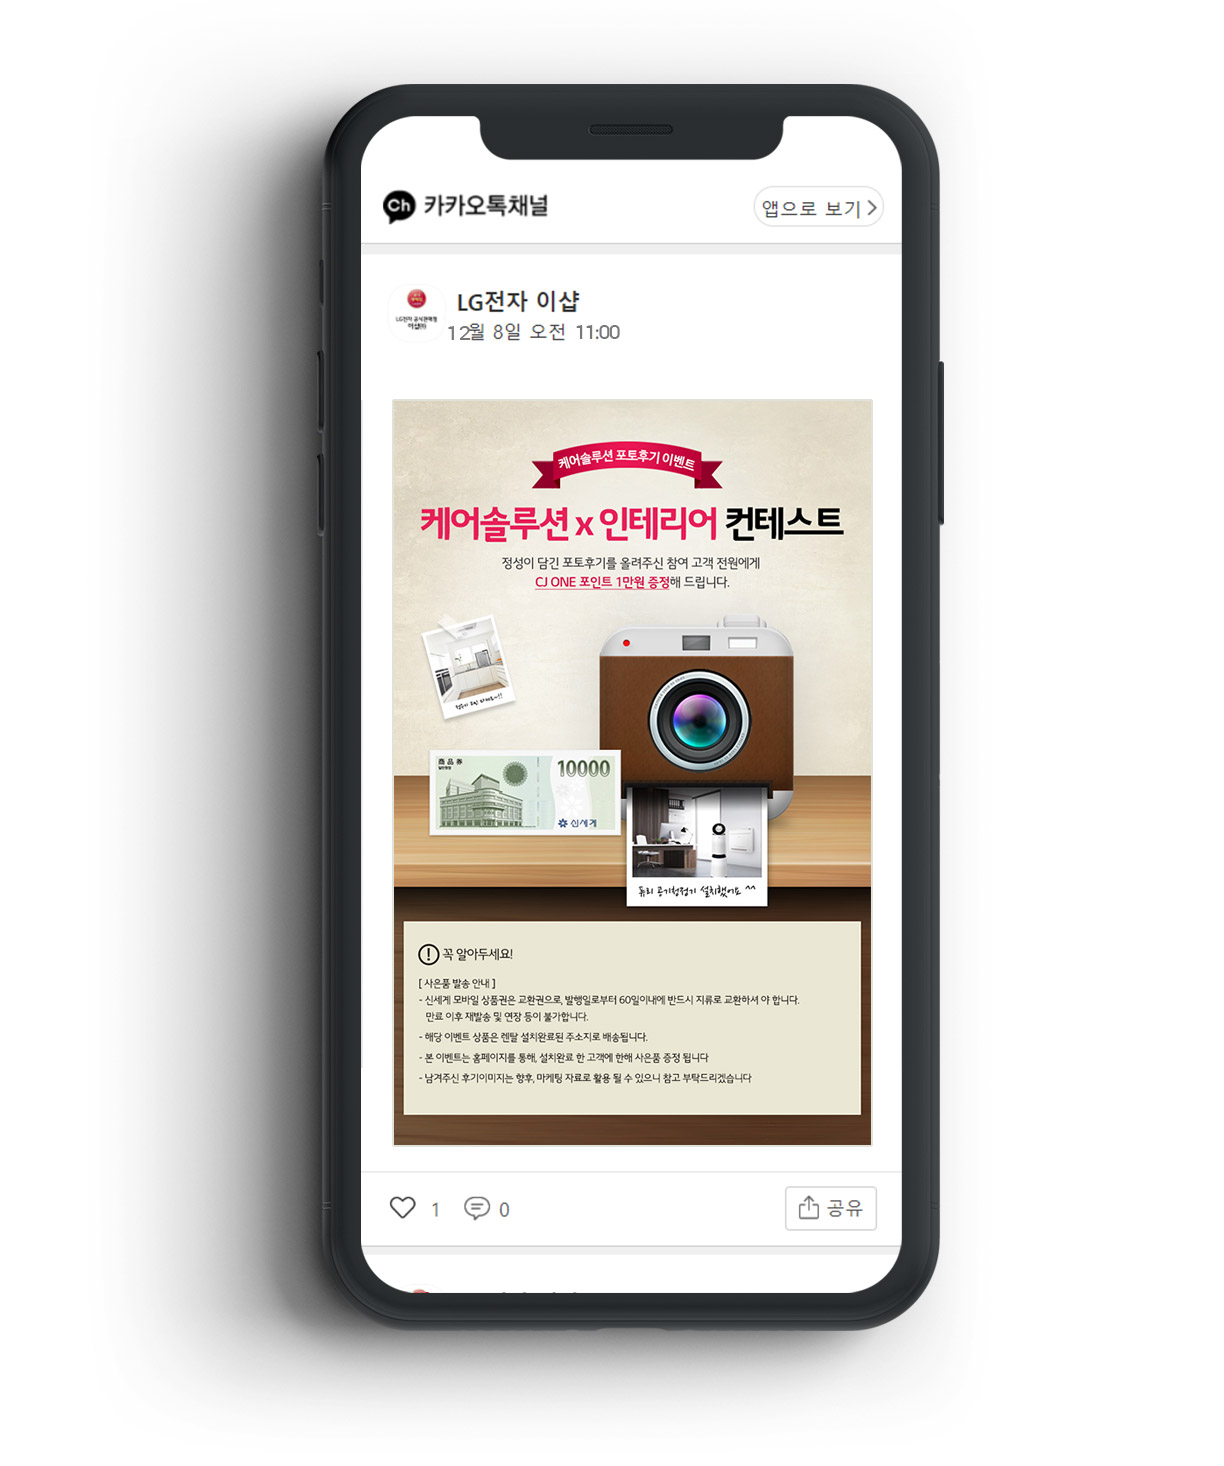 Ch 카카오톡채널
앱으로 보기 >
LG전자 공식판매점
이샵㈜
LG전자 이샵
12월 8일 오전 11:00
케어솔루션 포토후기 이벤트
케어솔루션 x 인테리어 컨테스트
정성이 담긴 포토후기를 올려주신 참여 고객 전원에게
CJ ONE 포인트 1만원 증정해 드립니다.
商品券
10000
신세계
퓨리 공기청정기 설치했어요 ^^
! 꼭 알아두세요!
[ 사은품 발송 안내 ]
- 신세계 모바일 상품권은 교환권으로, 발행일로부터 60일이내에 반드시 지류로 교환하셔 야 합니다.
만료 이후 재발송 및 연장 등이 불가합니다.
- 해당 이벤트 상품은 렌탈 설치완료된 주소지로 배송됩니다.
- 본 이벤트는 홈페이지를 통해, 설치완료 한 고객에 한해 사은품 증정 됩니다
- 남겨주신 후기이미지는 향후, 마케팅 자료로 활용 될 수 있으니 참고 부탁드리겠습니다
1
0
공유